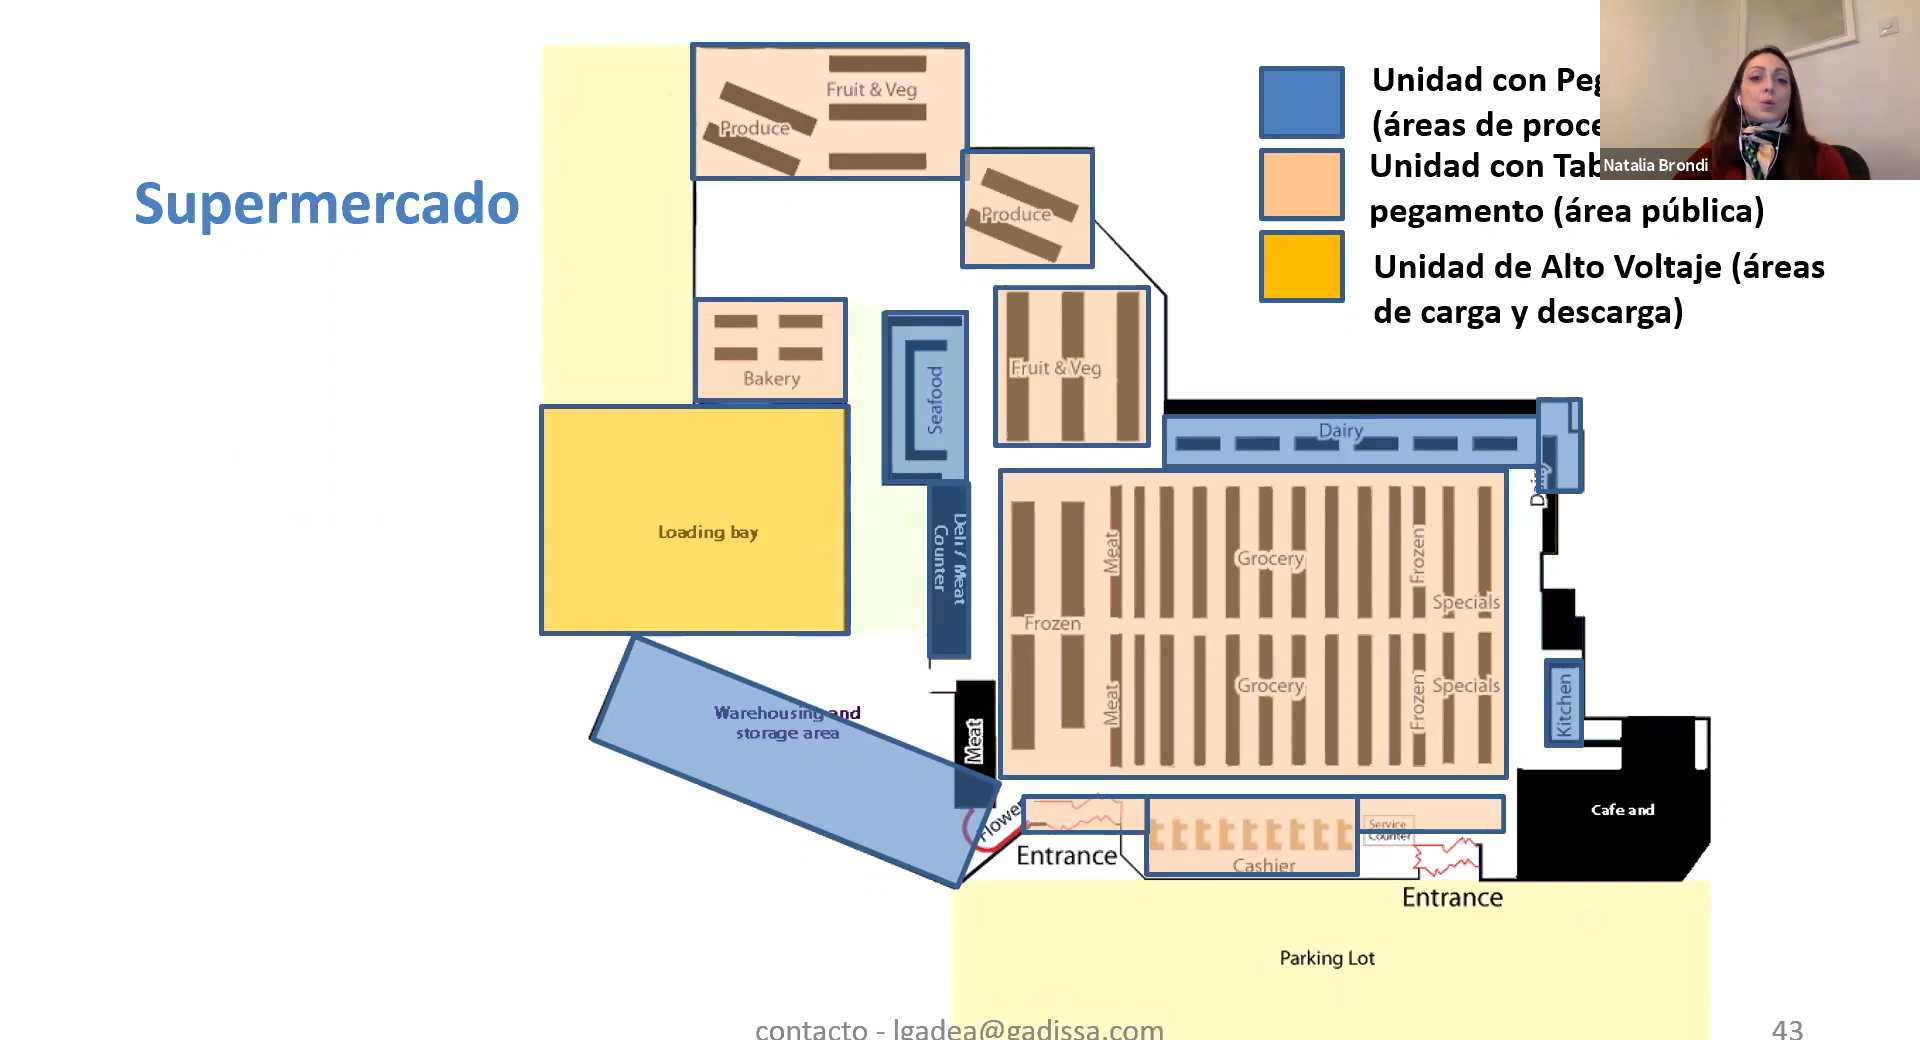 Supermercado
Unidad con
(áreas de
Unidad con
pegamento (área pública)
Unidad de Alto Voltaje (áreas
de carga y descarga)
Natalia Brondi
Fruit & Veg
Produce
Produce
Bakery
Seafood
Fruit & Veg
Dairy
Dairy
Loading bay
Deli / Meat
Counter
Meat
Grocery
Frozen
Specials
Frozen
Meat
Grocery
Frozen
Specials
Warehousing and
storage area
Meat
Kitchen
Flower
Cafe and
Entrance
Cashier
Service
Counter
Entrance
Parking Lot
contacto - lgadea@gadissa.com
43